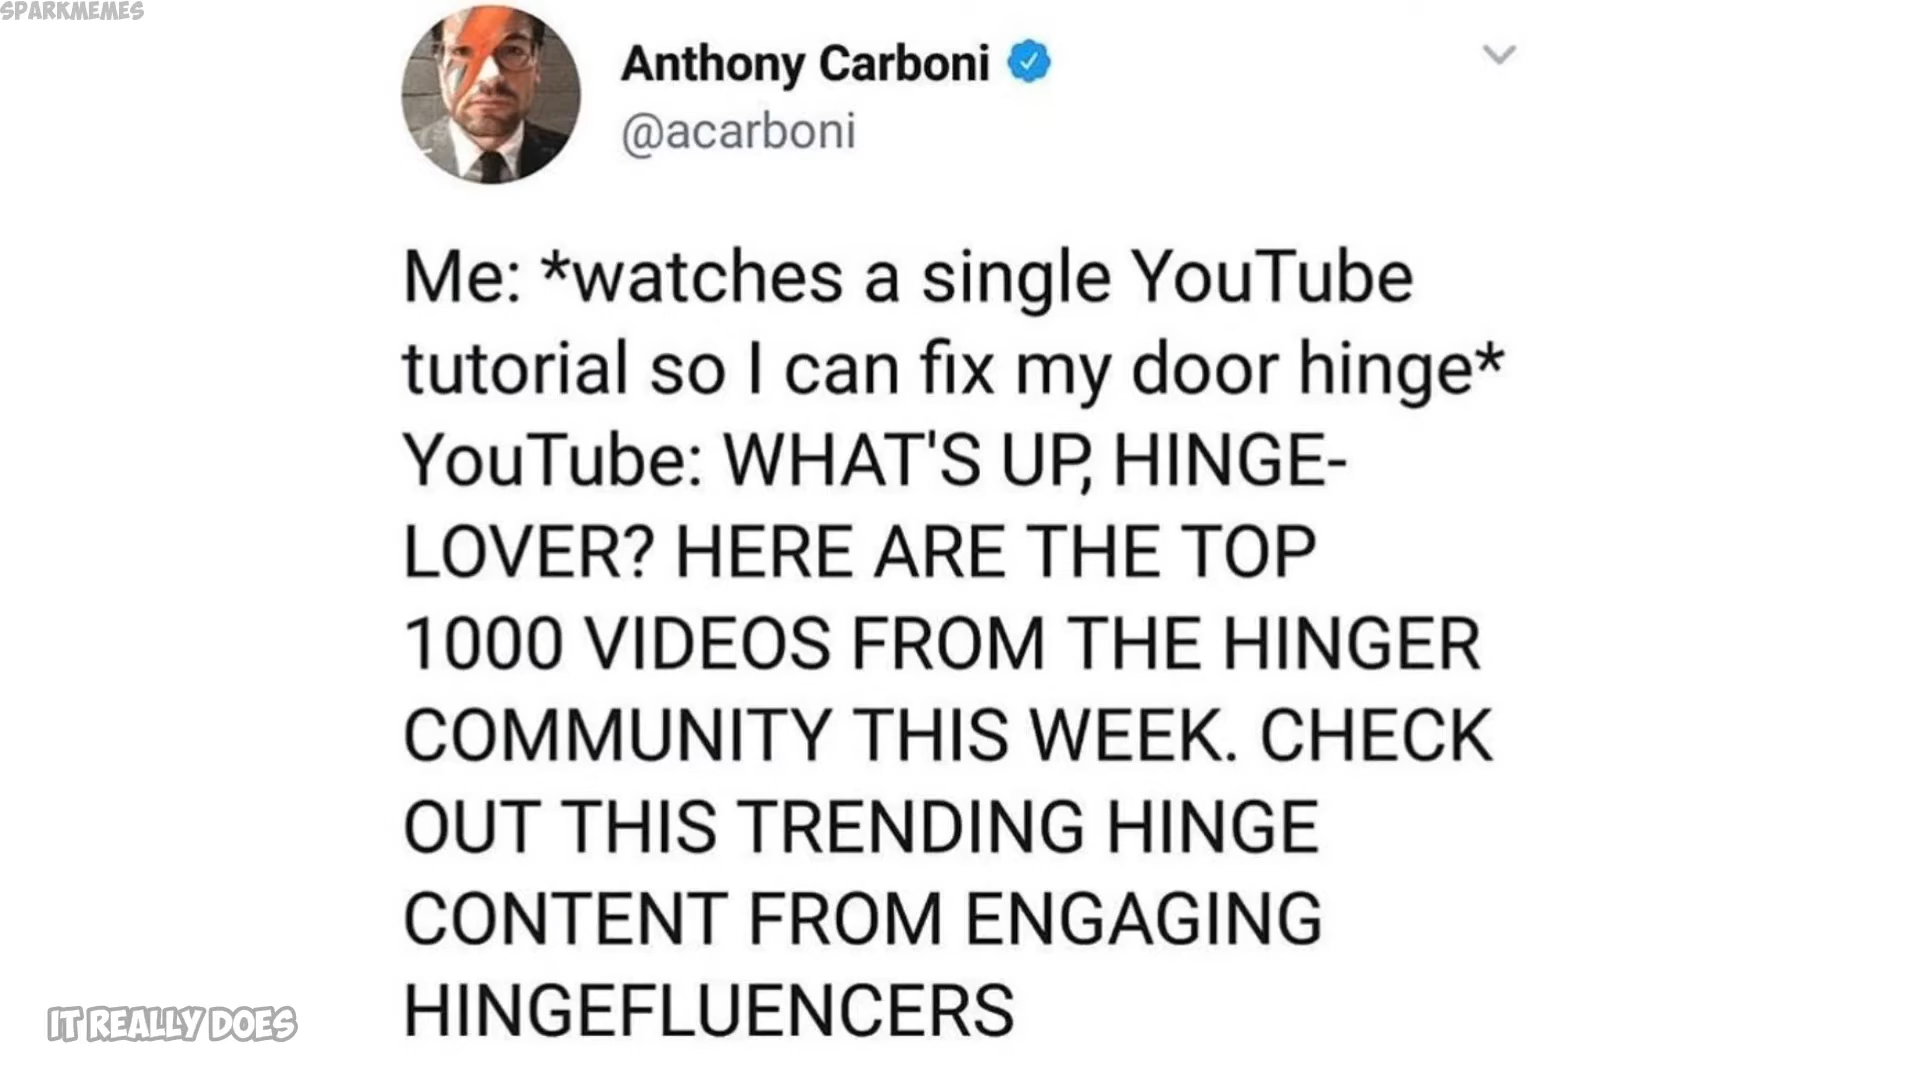 SPARKMEMES
Anthony Carboni
@acarboni
Me: *watches a single YouTube
tutorial so I can fix my door hinge*
YouTube: WHAT'S UP, HINGE-
LOVER? HERE ARE THE TOP
1000 VIDEOS FROM THE HINGER
COMMUNITY THIS WEEK. CHECK
OUT THIS TRENDING HINGE
CONTENT FROM ENGAGING
HINGEFLUENCERS
IT REALLY DOES